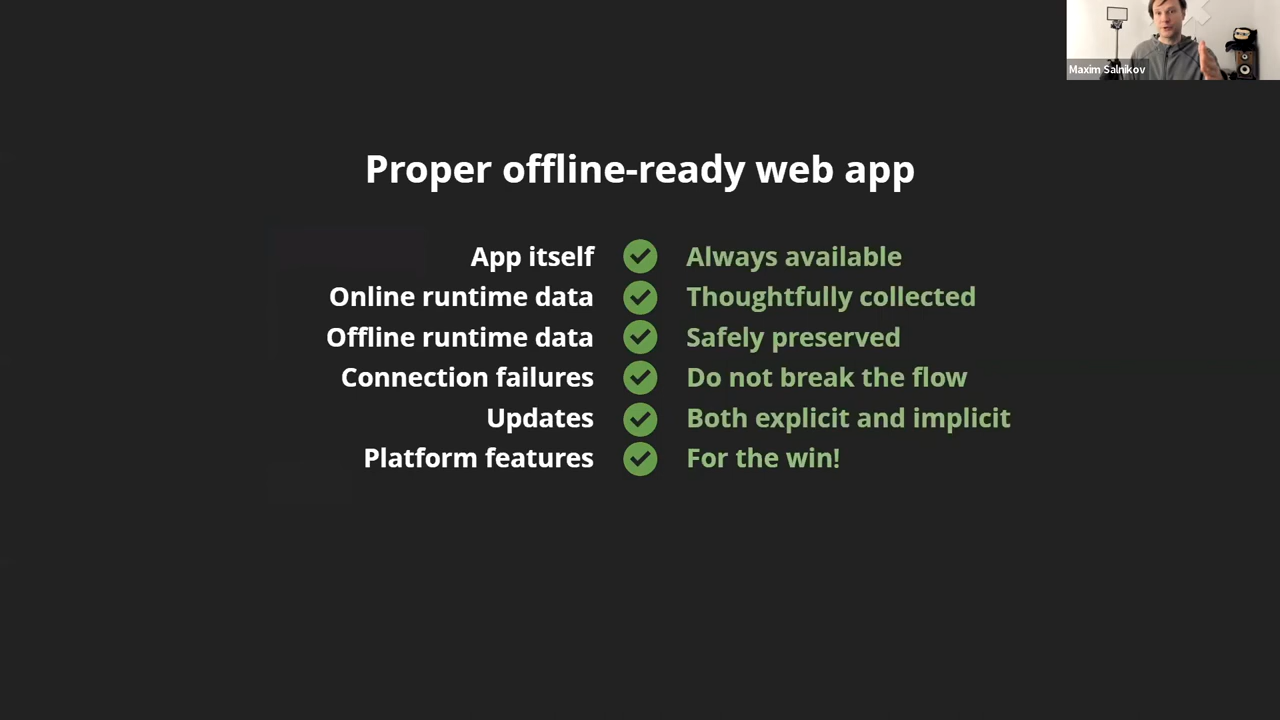 Maxim Salnikov
Proper offline-ready web app
App itself Always available
Online runtime data Thoughtfully collected
Offline runtime data Safely preserved
Connection failures Do not break the flow
Updates Both explicit and implicit
Platform features For the win!